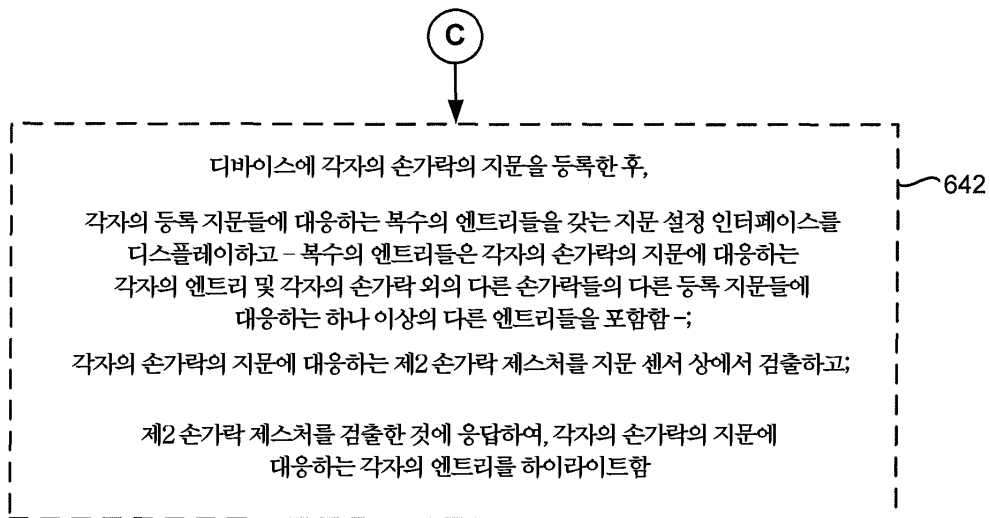 C
디바이스에 각자의 손가락의 지문을 등록한 후,
642
각자의 등록 지문들에 대응하는 복수의 엔트리들을 갖는 지문 설정 인터페이스를
디스플레이하고 – 복수의 엔트리들은 각자의 손가락의 지문에 대응하는
각자의 엔트리 및 각자의 손가락 외의 다른 손가락들의 다른 등록 지문들에
대응하는 하나 이상의 다른 엔트리들을 포함함 –;
각자의 손가락의 지문에 대응하는 제2 손가락 제스처를 지문 센서 상에서 검출하고;
제2 손가락 제스처를 검출한 것에 응답하여, 각자의 손가락의 지문에
대응하는 각자의 엔트리를 하이라이트함